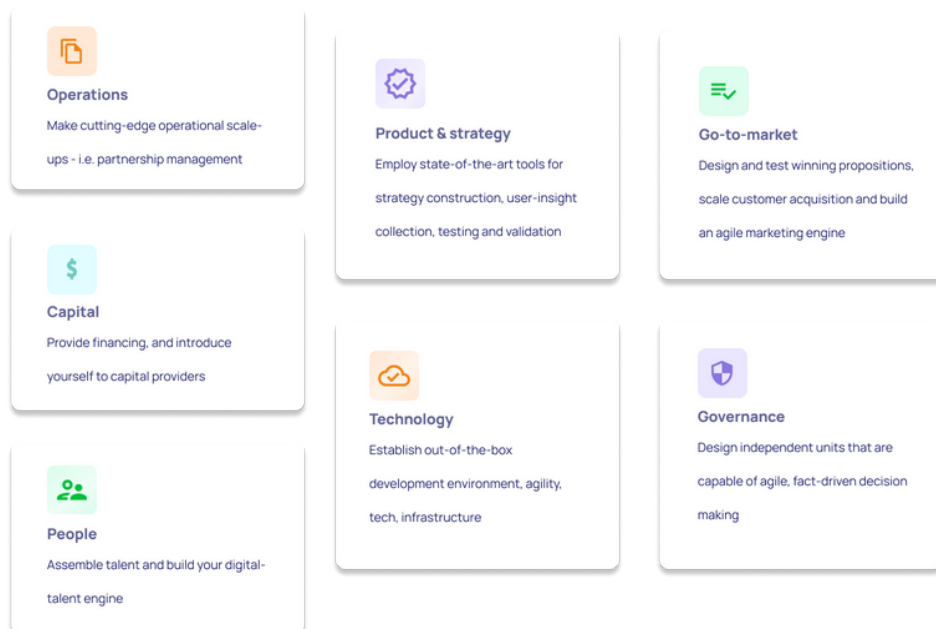 Operations
Make cutting-edge operational scale-
ups - i.e. partnership management
Capital
Provide financing, and introduce
yourself to capital providers
People
Assemble talent and build your digital-
talent engine
Product & strategy
Employ state-of-the-art tools for
strategy construction, user-insight
collection, testing and validation
Technology
Establish out-of-the-box
development environment, agility,
tech, infrastructure
Go-to-market
Design and test winning propositions,
scale customer acquisition and build
an agile marketing engine
Governance
Design independent units that are
capable of agile, fact-driven decision
making